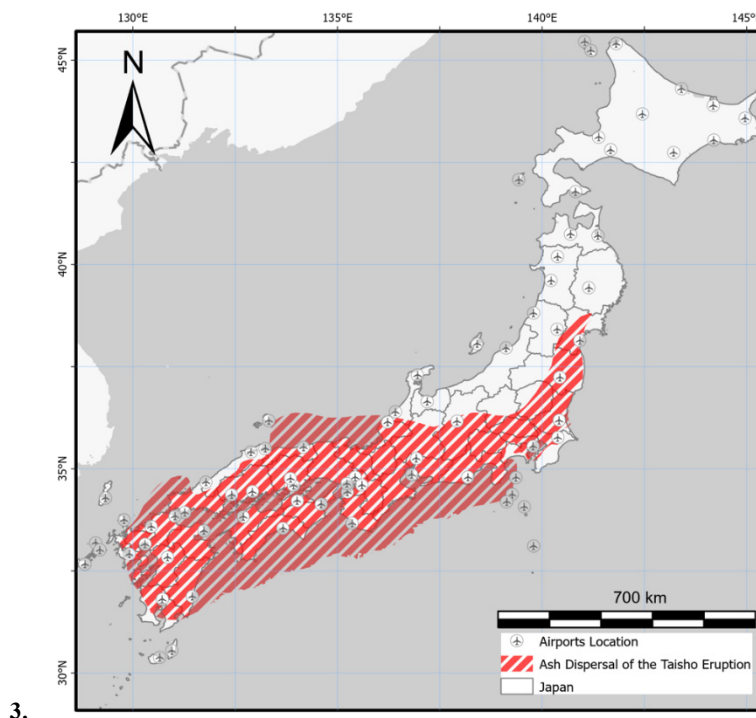 130°E 135°E 140°E 145°E
45°N
N
40°N
35°N
30°N
700 km
Airports Location
Ash Dispersal of the Taisho Eruption
Japan
3.